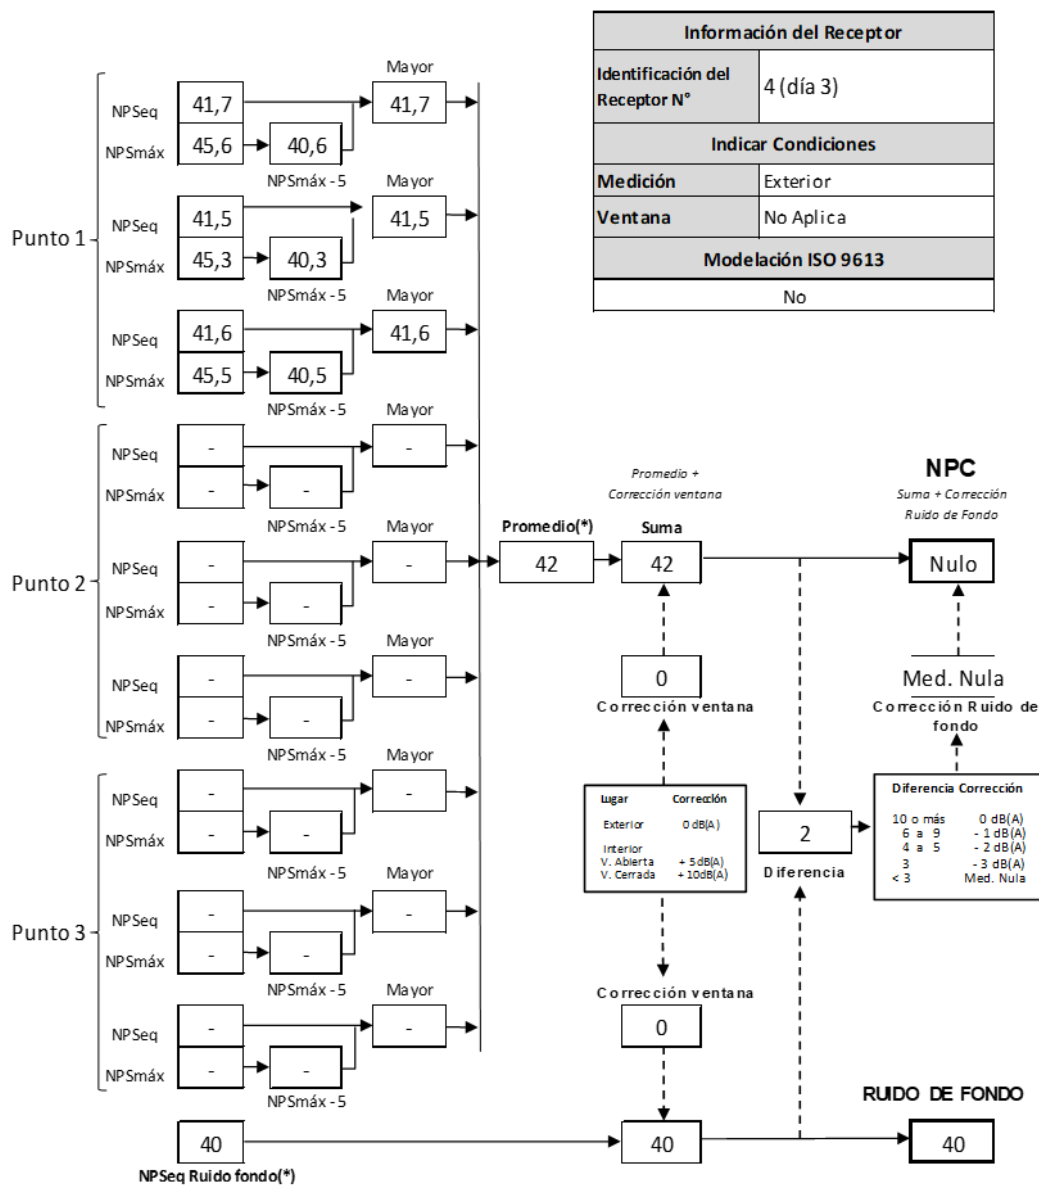 Información del Receptor
Identificación del Receptor N°
4 (día 3)
Indicar Condiciones
Medición
Exterior
Ventana
No Aplica
Modelación ISO 9613
No
Punto 1
Mayor
NPSeq
41,7
41,7
NPSmáx
45,6
40,6
NPSmáx - 5
Mayor
NPSeq
41,5
41,5
NPSmáx
45,3
40,3
NPSmáx - 5
Mayor
NPSeq
41,6
41,6
NPSmáx
45,5
40,5
NPSmáx - 5
Punto 2
Mayor
NPSeq
-
-
NPSmáx
-
-
NPSmáx - 5
Mayor
NPSeq
-
-
NPSmáx
-
-
NPSmáx - 5
Mayor
NPSeq
-
-
NPSmáx
-
-
NPSmáx - 5
Punto 3
Mayor
NPSeq
-
-
NPSmáx
-
-
NPSmáx - 5
Mayor
NPSeq
-
-
NPSmáx
-
-
NPSmáx - 5
Mayor
NPSeq
-
-
NPSmáx
-
-
NPSmáx - 5
Promedio(*)
42
Promedio +
Corrección ventana
Suma
42
NPC
Suma + Corrección
Ruido de Fondo
Nulo
0
Corrección ventana
Med. Nula
Corrección Ruido de
fondo
Lugar Corrección
Exterior 0 dB(A)
Interior
V. Abierta + 5 dB(A)
V. Cerrada + 10dB(A)
2
Diferencia
Diferencia Corrección
10 o más 0 dB(A)
6 a 9 - 1 dB(A)
4 a 5 - 2 dB(A)
3 - 3 dB(A)
< 3 Med. Nula
Corrección ventana
0
40
NPSeq Ruido fondo(*)
40
RUIDO DE FONDO
40